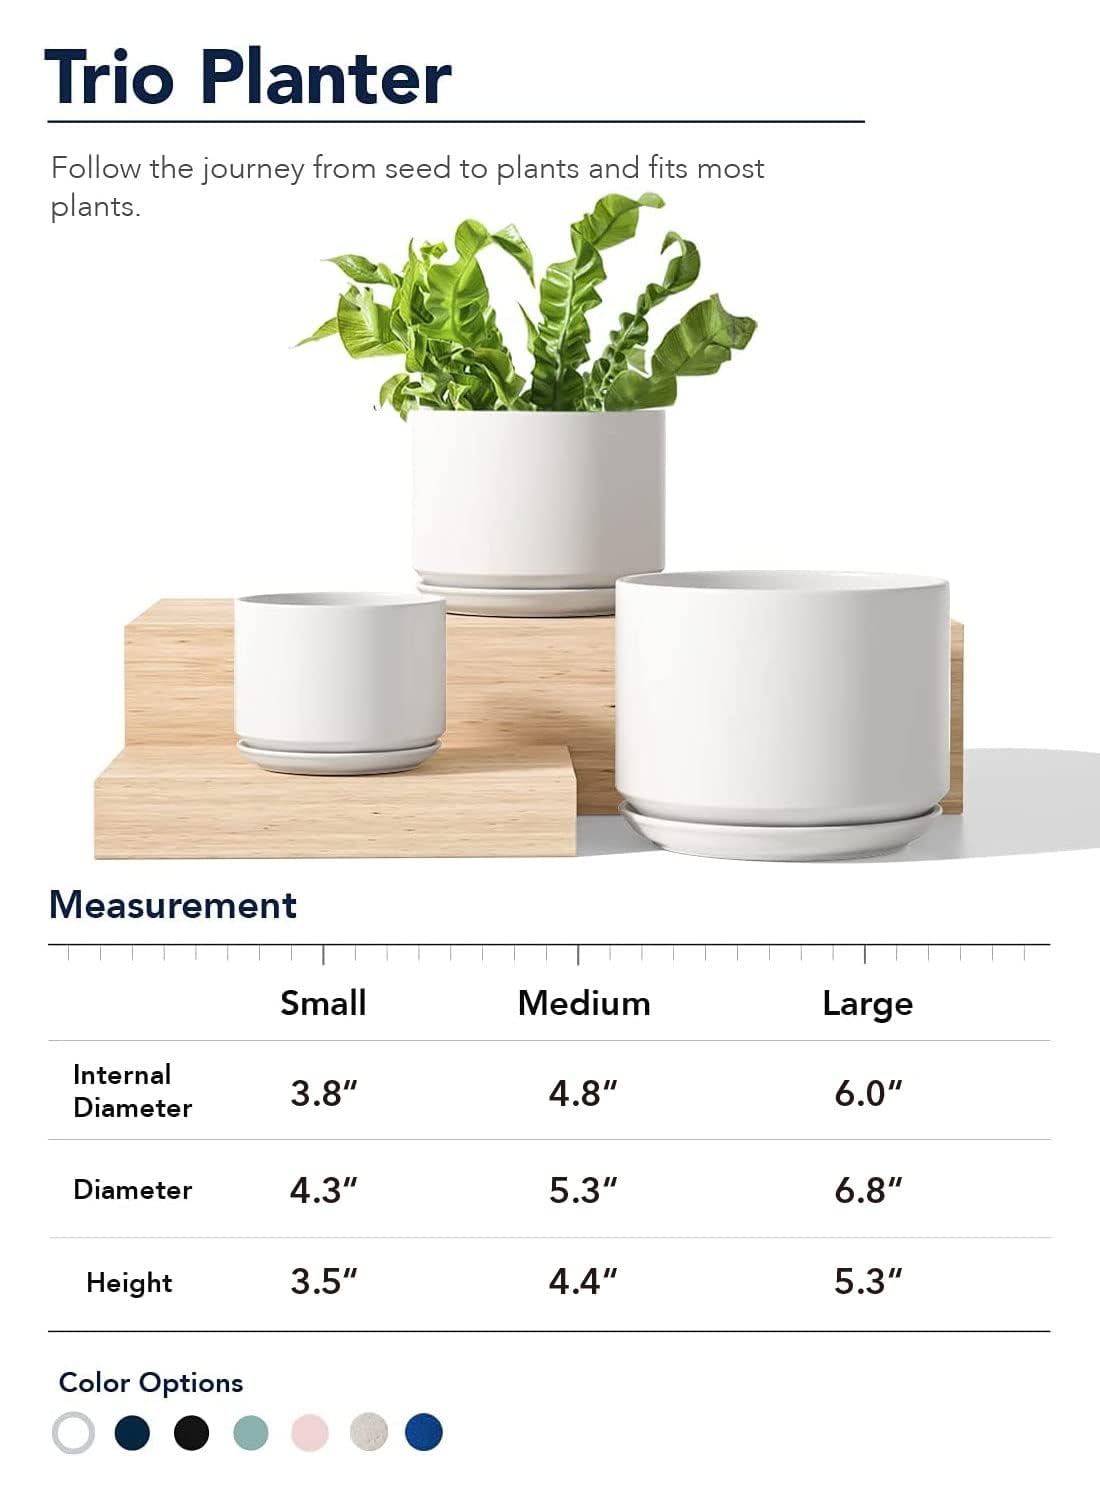 Trio Planter
Follow the journey from seed to plants and fits most
plants.
Measurement
Small Medium Large
Internal
Diameter 3.8“ 4.8“ 6.0“
Diameter 4.3“ 5.3“ 6.8“
Height 3.5“ 4.4“ 5.3“
Color Options